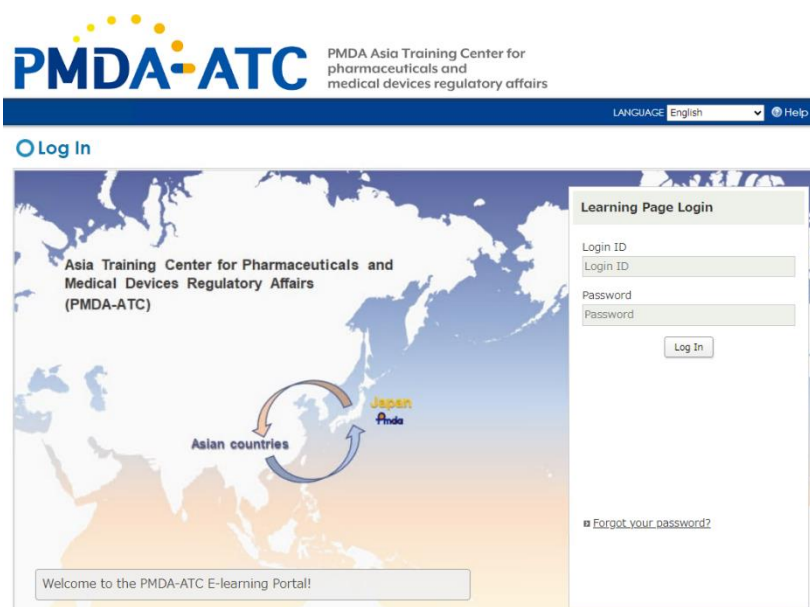 PMDA-ATC
PMDA Asia Training Center for
pharmaceuticals and
medical devices regulatory affairs
LANGUAGE English Help
Log In
Asia Training Center for Pharmaceuticals and
Medical Devices Regulatory Affairs
(PMDA-ATC)
Japan
Pmda
Asian countries
Welcome to the PMDA-ATC E-learning Portal!
Learning Page Login
Login ID
Login ID
Password
Password
Log In
Forgot your password?